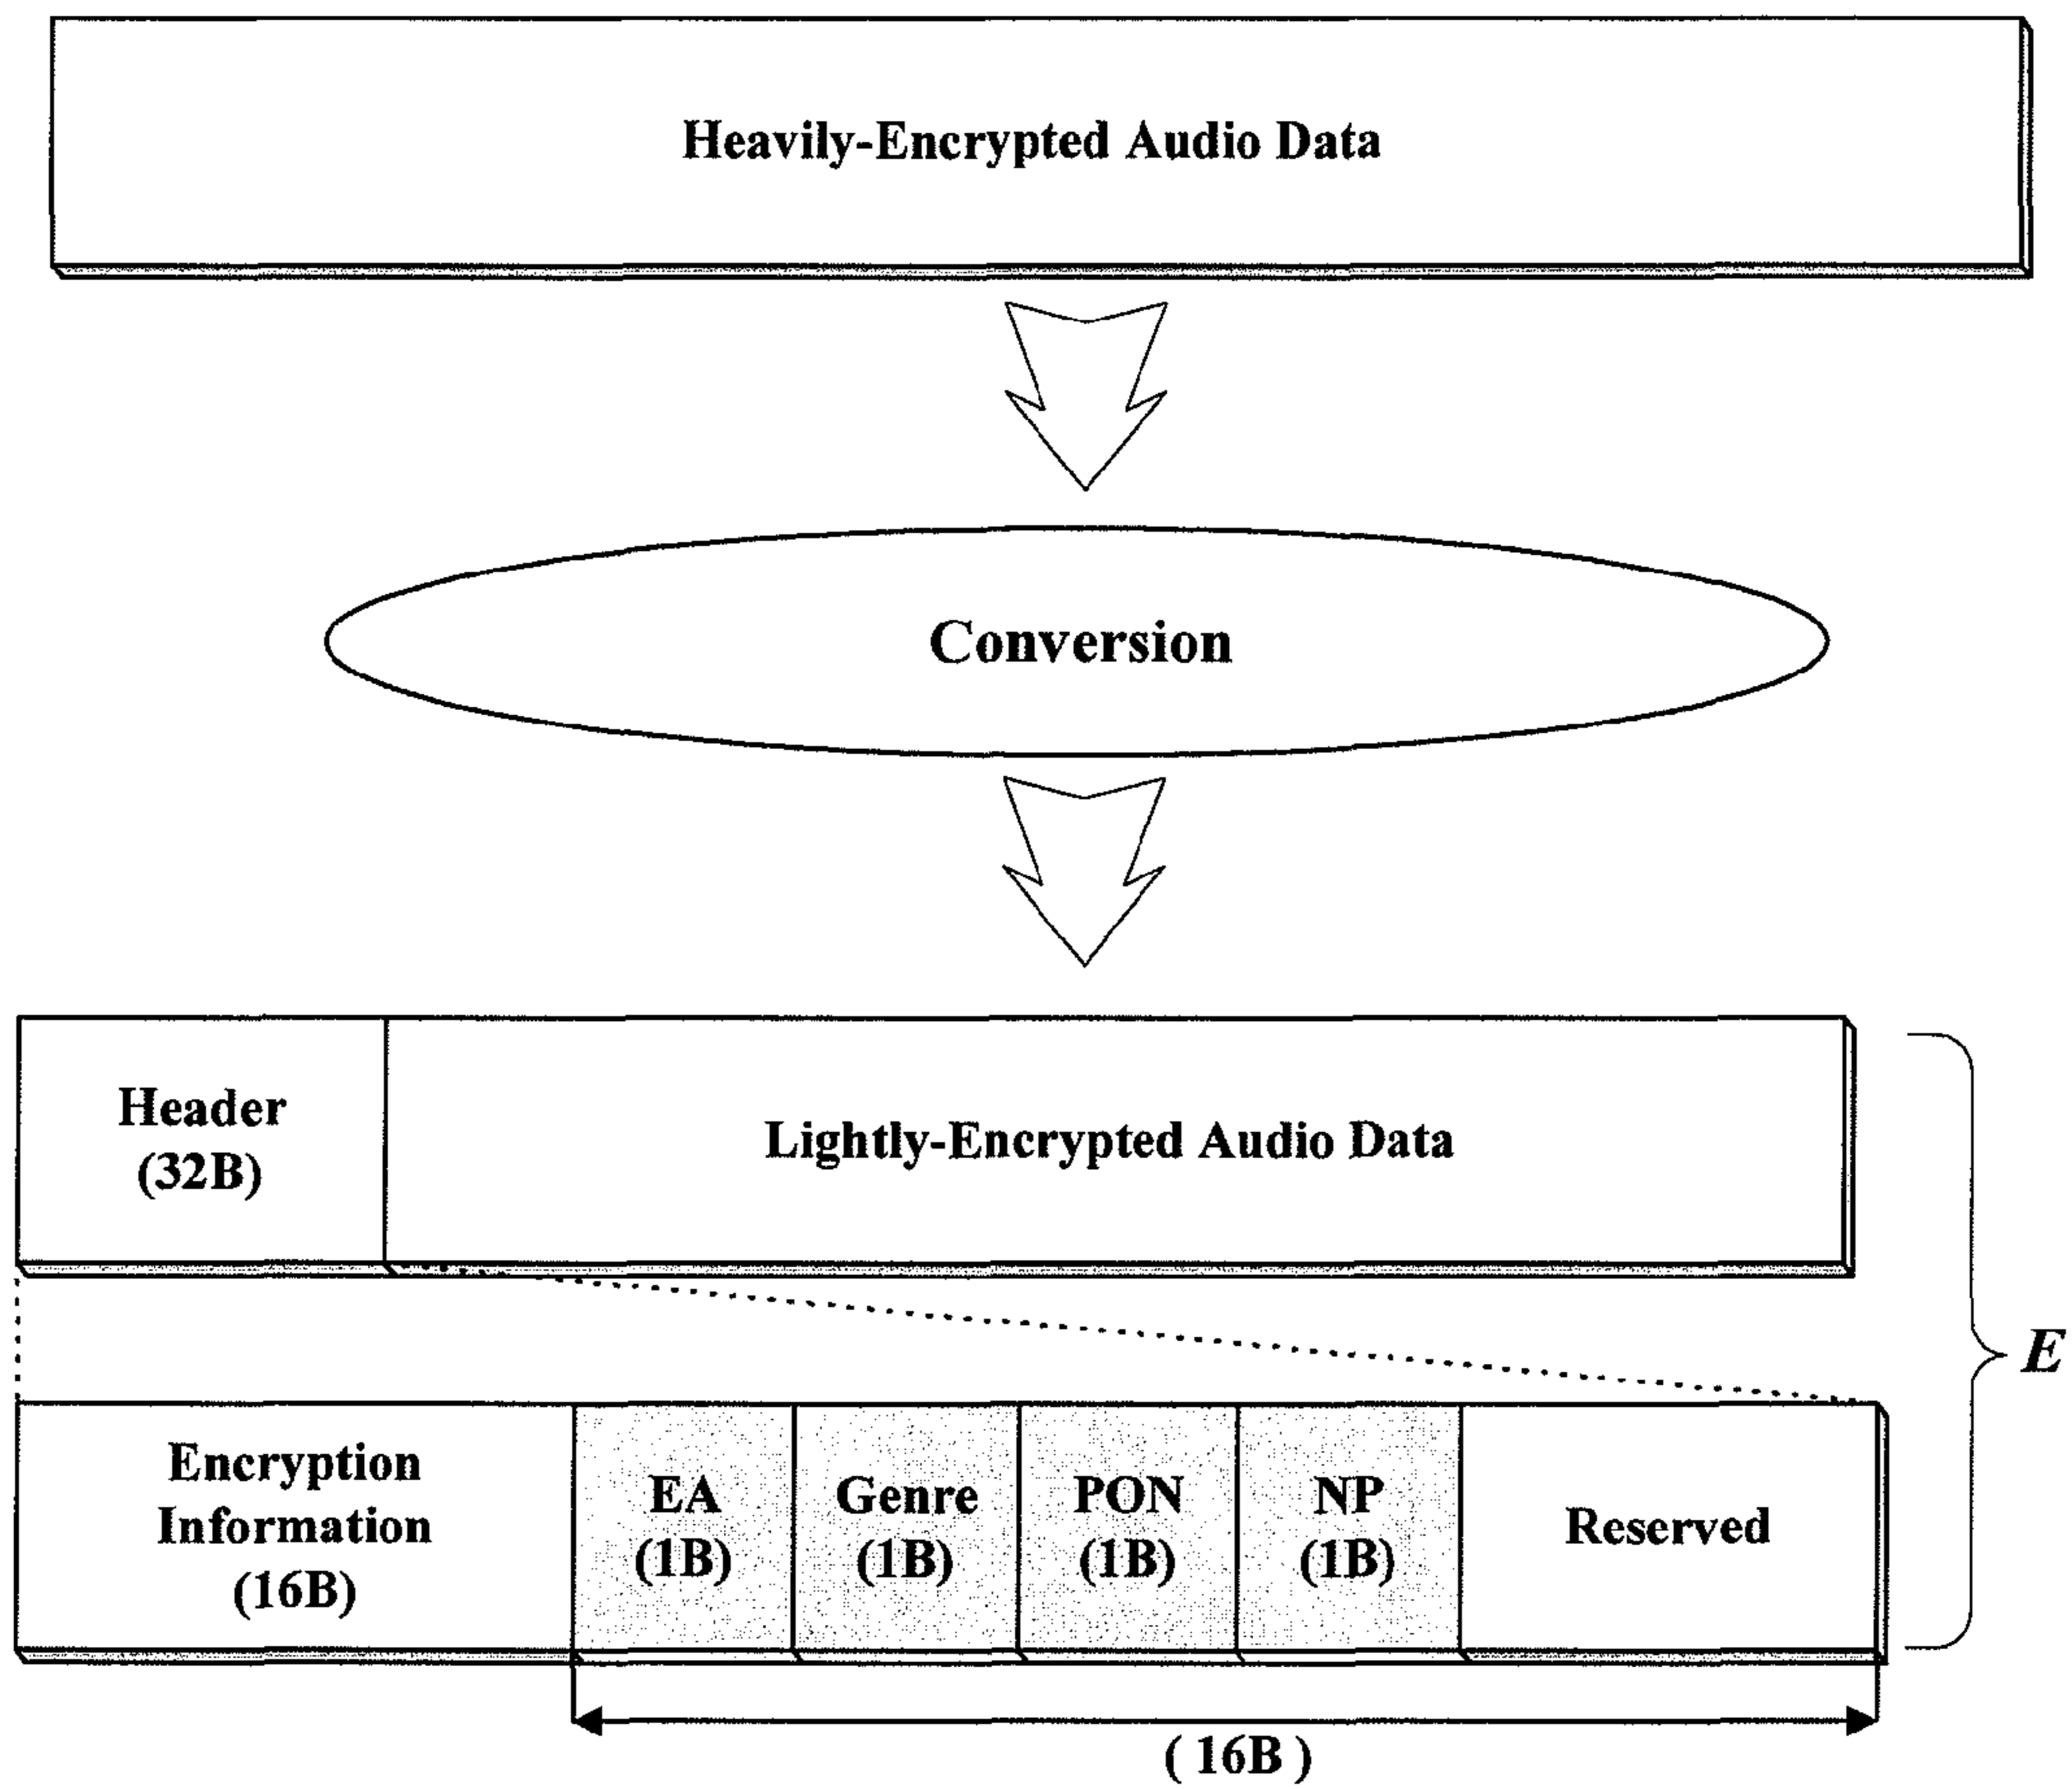 Heavily-Encrypted Audio Data
Conversion
Header
(32B)
Lightly-Encrypted Audio Data
E
Encryption
Information
(16B)
EA
(1B)
Genre
(1B)
PON
(1B)
NP
(1B)
Reserved
( 16B )